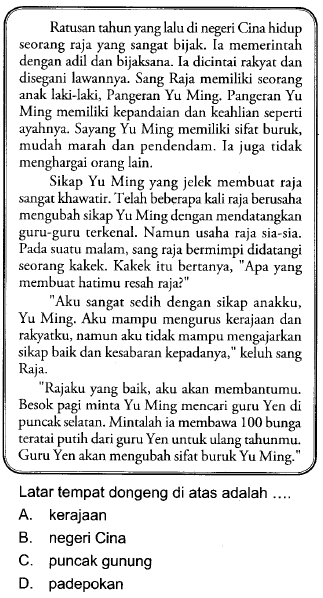 Ratusan tahun yang lalu di negeri Cina hidup
seorang raja yang sangat bijak. Ia memerintah
dengan adil dan bijaksana. Ia dicintai rakyat dan
disegani lawannya. Sang Raja memiliki seorang
anak laki-laki, Pangeran Yu Ming. Pangeran Yu
Ming memiliki kepandaian dan keahlian seperti
ayahnya. Sayang Yu Ming memiliki sifat buruk,
mudah marah dan pendendam. Ia juga tidak
menghargai orang lain.
Sikap Yu Ming yang jelek membuat raja
sangat khawatir. Telah beberapa kali raja berusaha
mengubah sikap Yu Ming dengan mendatangkan
guru-guru terkenal. Namun usaha raja sia-sia.
Pada suatu malam, sang raja bermimpi didatangi
seorang kakek. Kakek itu bertanya, "Apa yang
membuat hatimu resah raja?"
"Aku sangat sedih dengan sikap anakku,
Yu Ming. Aku mampu mengurus kerajaan dan
rakyatku, namun aku tidak mampu mengajarkan
sikap baik dan kesabaran kepadanya," keluh sang
Raja.
"Rajaku yang baik, aku akan membantumu.
Besok pagi minta Yu Ming mencari guru Yen di
puncak selatan. Mintalah ia membawa 100 bunga
teratai putih dari guru Yen untuk ulang tahunmu.
Guru Yen akan mengubah sifat buruk Yu Ming."
Latar tempat dongeng di atas adalah ....
A. kerajaan
B. negeri Cina
C. puncak gunung
D. padepokan